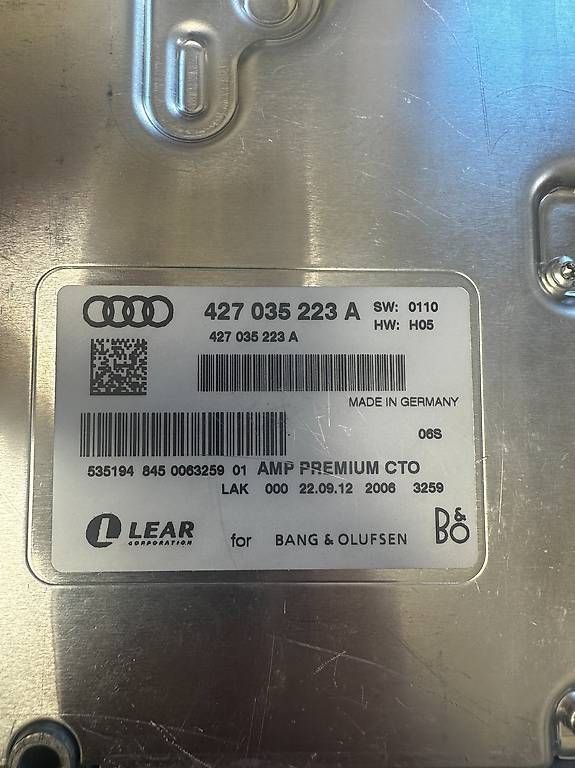 427 035 223 A SW: 0110
427 035 223 A HW: H05
MADE IN GERMANY
06S
535194 845 0063259 01 AMP PREMIUM CTO
LAK 000 22.09.12 2006 3259
LEAR
CORPORATION
for BANG & OLUFSEN B&O